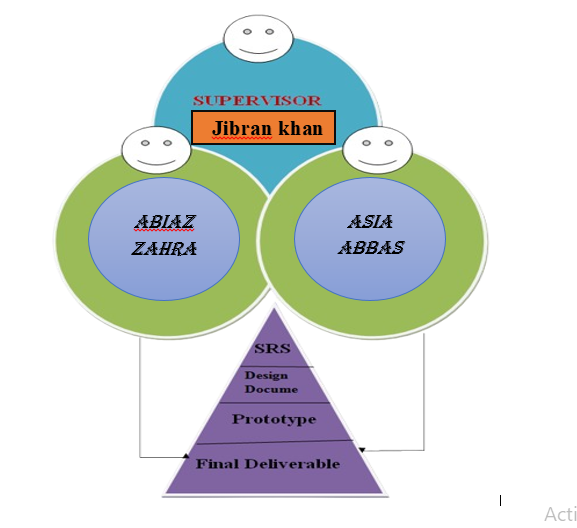 SUPERVISOR
Jibran khan
ABIAZ
ZAHRA
ASIA
ABBAS
SRS
Design
Docume
Prototype
Final Deliverable
Acti